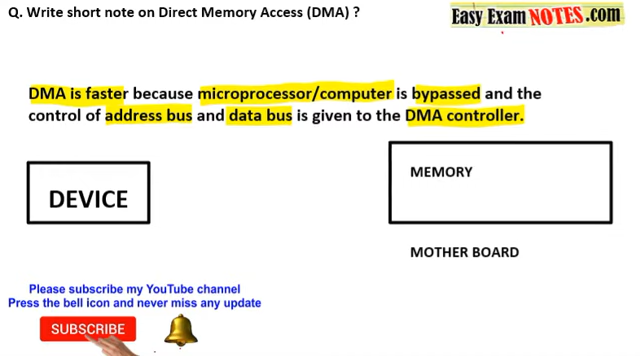 Q. Write short note on Direct Memory Access (DMA) ?
Easy Exam NOTES.com
DMA is faster because microprocessor/computer is bypassed and the
control of address bus and data bus is given to the DMA controller.
DEVICE
MEMORY
MOTHER BOARD
Please subscribe my YouTube channel
Press the bell icon and never miss any update
SUBSCRIBE